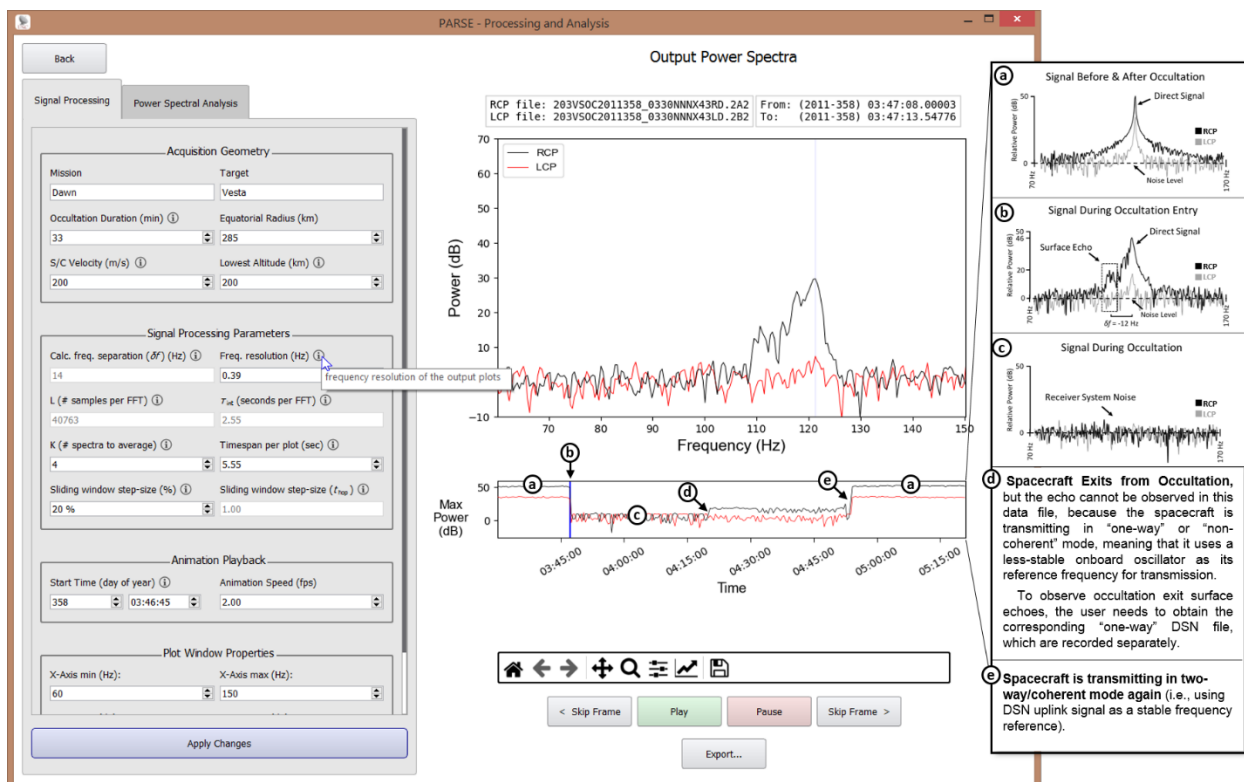 PARSE - Processing and Analysis
Back
Signal Processing
Power Spectral Analysis
Acquisition Geometry
Mission
Target
Dawn
Vesta
Occultation Duration (min) ⓘ
Equatorial Radius (km)
33
285
S/C Velocity (m/s) ⓘ
Lowest Altitude (km) ⓘ
200
200
Signal Processing Parameters
Calc. freq. separation (δf) (Hz) ⓘ
Freq. resolution (Hz) ⓘ
14
0.39
frequency resolution of the output plots
L (# samples per FFT) ⓘ
τint (seconds per FFT) ⓘ
40763
2.55
K (# spectra to average) ⓘ
Timespan per plot (sec) ⓘ
4
5.55
Sliding window step-size (%) ⓘ
Sliding window step-size (thop) ⓘ
20 %
1.00
Animation Playback
Start Time (day of year) ⓘ
Animation Speed (fps)
358
03:46:45
2.00
Plot Window Properties
X-Axis min (Hz):
X-Axis max (Hz):
60
150
Apply Changes
Output Power Spectra
RCP file: 203VSOC2011358_0330NNNX43RD.2A2
LCP file: 203VSOC2011358_0330NNNX43LD.2B2
From: (2011-358) 03:47:08.00003
To: (2011-358) 03:47:13.54776
RCP
LCP
70
60
50
40
30
20
10
0
−10
Power (dB)
70
80
90
100
110
120
130
140
150
Frequency (Hz)
b
a
c
d
e
a
50
0
Max
Power
(dB)
03:45:00
04:00:00
04:15:00
04:30:00
04:45:00
05:00:00
05:15:00
Time
< Skip Frame
Play
Pause
Skip Frame >
Export...
a
Signal Before & After Occultation
Direct Signal
50
0
Relative Power (dB)
RCP
LCP
Noise Level
70 Hz
170 Hz
b
Signal During Occultation Entry
Direct Signal
Surface Echo
50
46
20
0
Relative Power (dB)
RCP
LCP
Noise Level
δf = -12 Hz
70 Hz
170 Hz
c
Signal During Occultation
50
0
Relative Power (dB)
Receiver System Noise
RCP
LCP
70 Hz
170 Hz
d
Spacecraft Exits from Occultation,
but the echo cannot be observed in this
data file, because the spacecraft is
transmitting in “one-way” or “non-
coherent” mode, meaning that it uses a
less-stable onboard oscillator as its
reference frequency for transmission.
To observe occultation exit surface
echoes, the user needs to obtain the
corresponding “one-way” DSN file,
which are recorded separately.
e
Spacecraft is transmitting in two-
way/coherent mode again (i.e., using
DSN uplink signal as a stable frequency
reference).